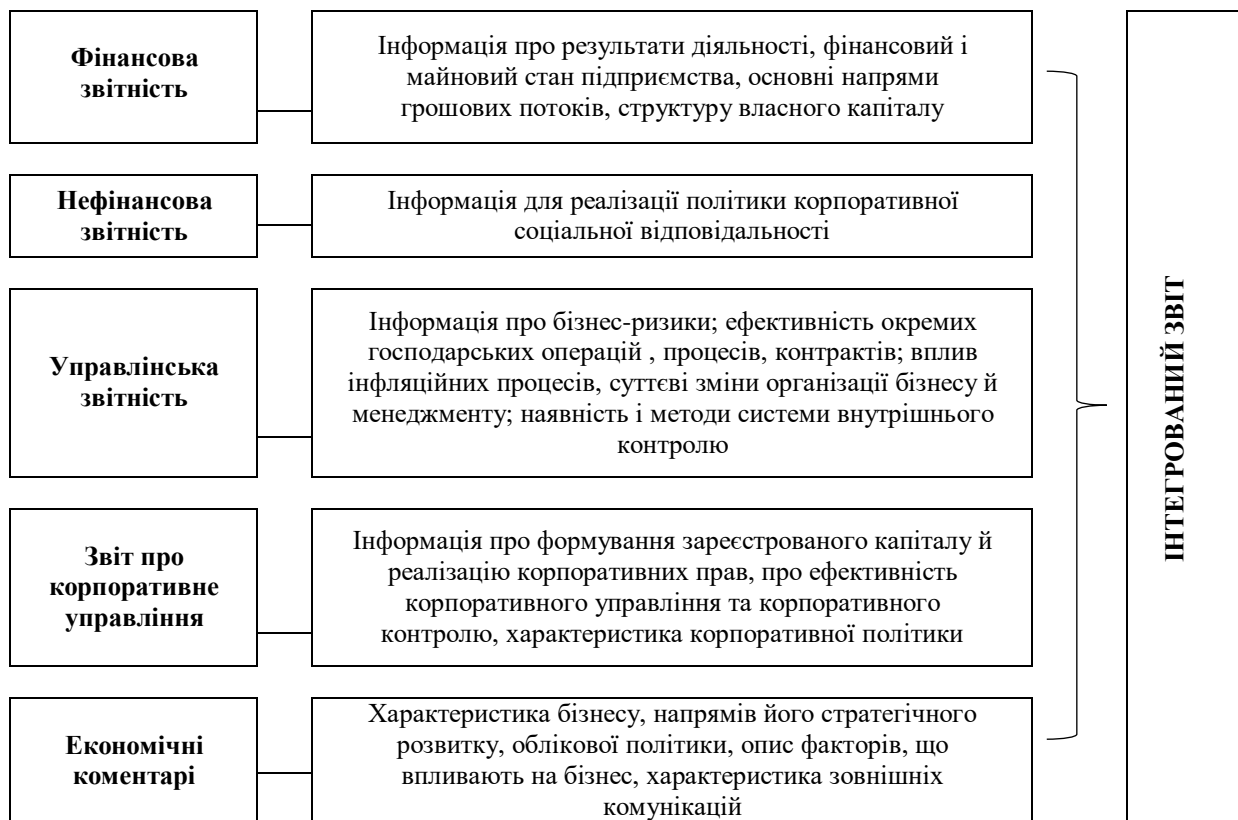 Фінансова
звітність
Інформація про результати діяльності, фінансовий і
майновий стан підприємства, основні напрями
грошових потоків, структуру власного капіталу
Нефінансова
звітність
Інформація для реалізації політики корпоративної
соціальної відповідальності
Управлінська
звітність
Інформація про бізнес-ризики; ефективність окремих
господарських операцій , процесів, контрактів; вплив
інфляційних процесів, суттєві зміни організації бізнесу й
менеджменту; наявність і методи системи внутрішнього
контролю
Звіт про
корпоративне
управління
Інформація про формування зареєстрованого капіталу й
реалізацію корпоративних прав, про ефективність
корпоративного управління та корпоративного
контролю, характеристика корпоративної політики
Економічні
коментарі
Характеристика бізнесу, напрямів його стратегічного
розвитку, облікової політики, опис факторів, що
впливають на бізнес, характеристика зовнішніх
комунікацій
ІНТЕГРОВАНИЙ ЗВІТ